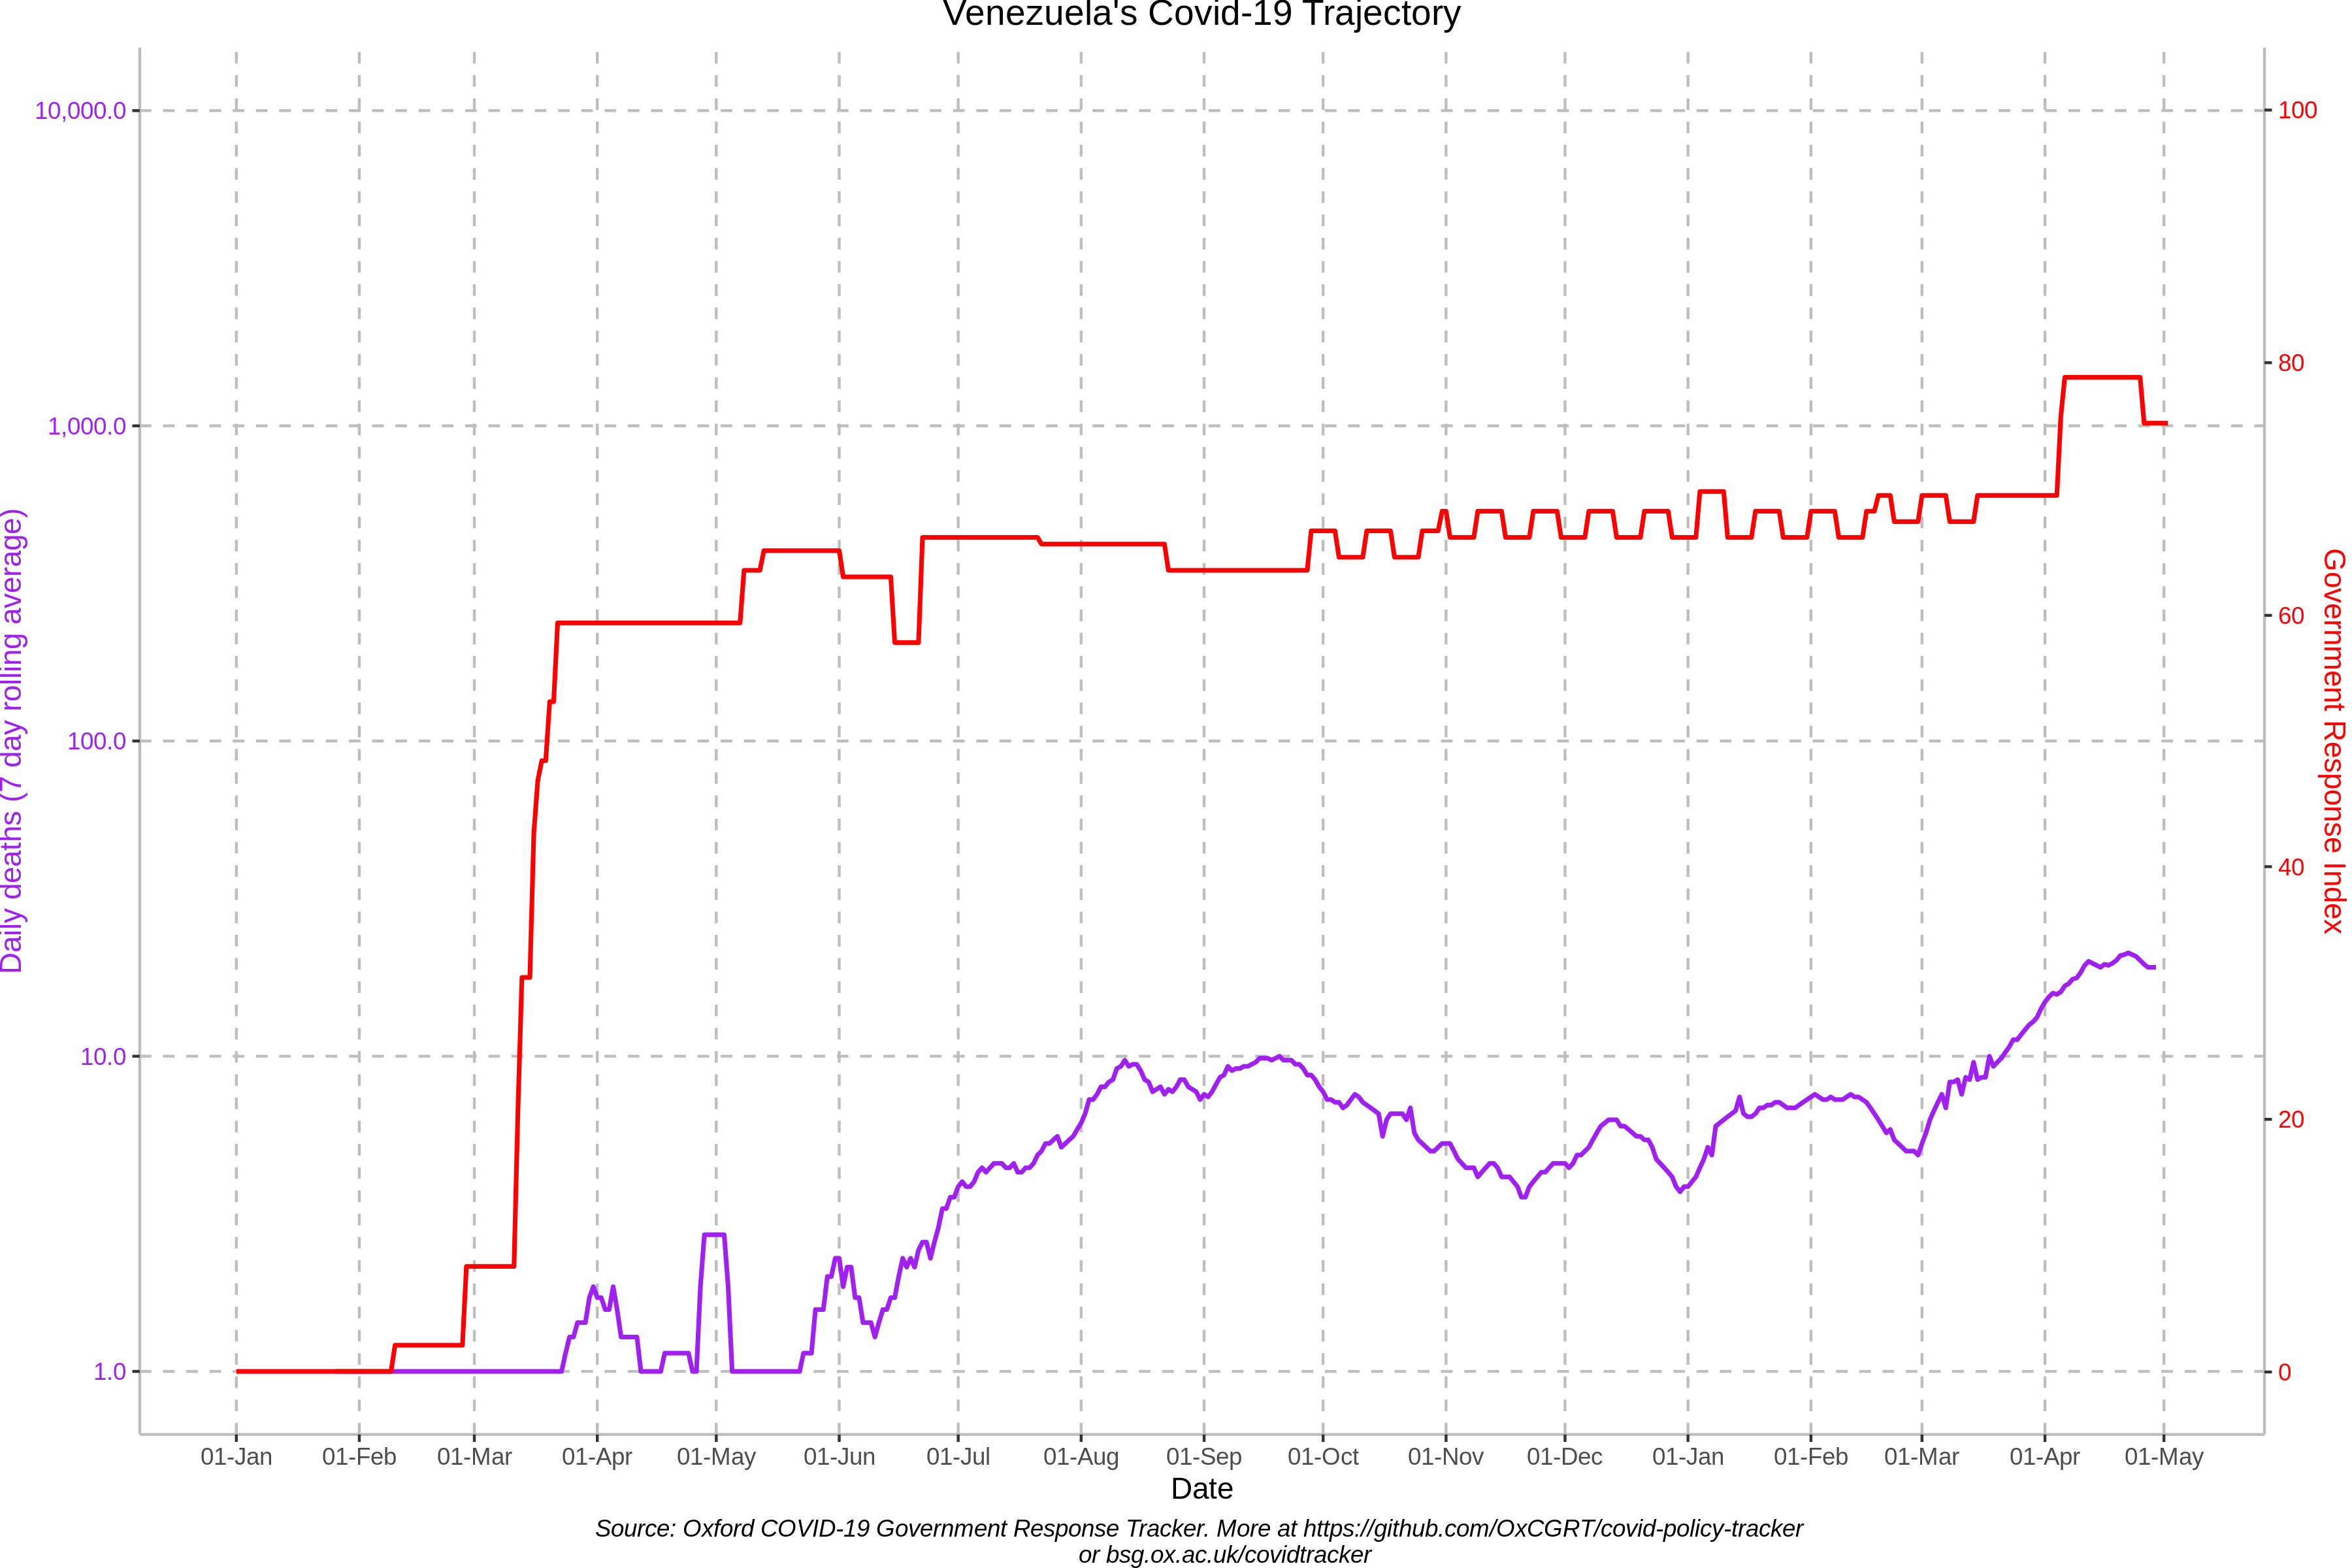 Venezuela's Covid-19 Trajectory
10,000.0
1,000.0
100.0
10.0
1.0
Daily deaths (7 day rolling average)
100
80
60
40
20
0
Government Response Index
01-Jan 01-Feb 01-Mar 01-Apr 01-May 01-Jun 01-Jul 01-Aug 01-Sep 01-Oct 01-Nov 01-Dec 01-Jan 01-Feb 01-Mar 01-Apr 01-May
Date
Source: Oxford COVID-19 Government Response Tracker. More at https://github.com/OxCGRT/covid-policy-tracker
or bsg.ox.ac.uk/covidtracker